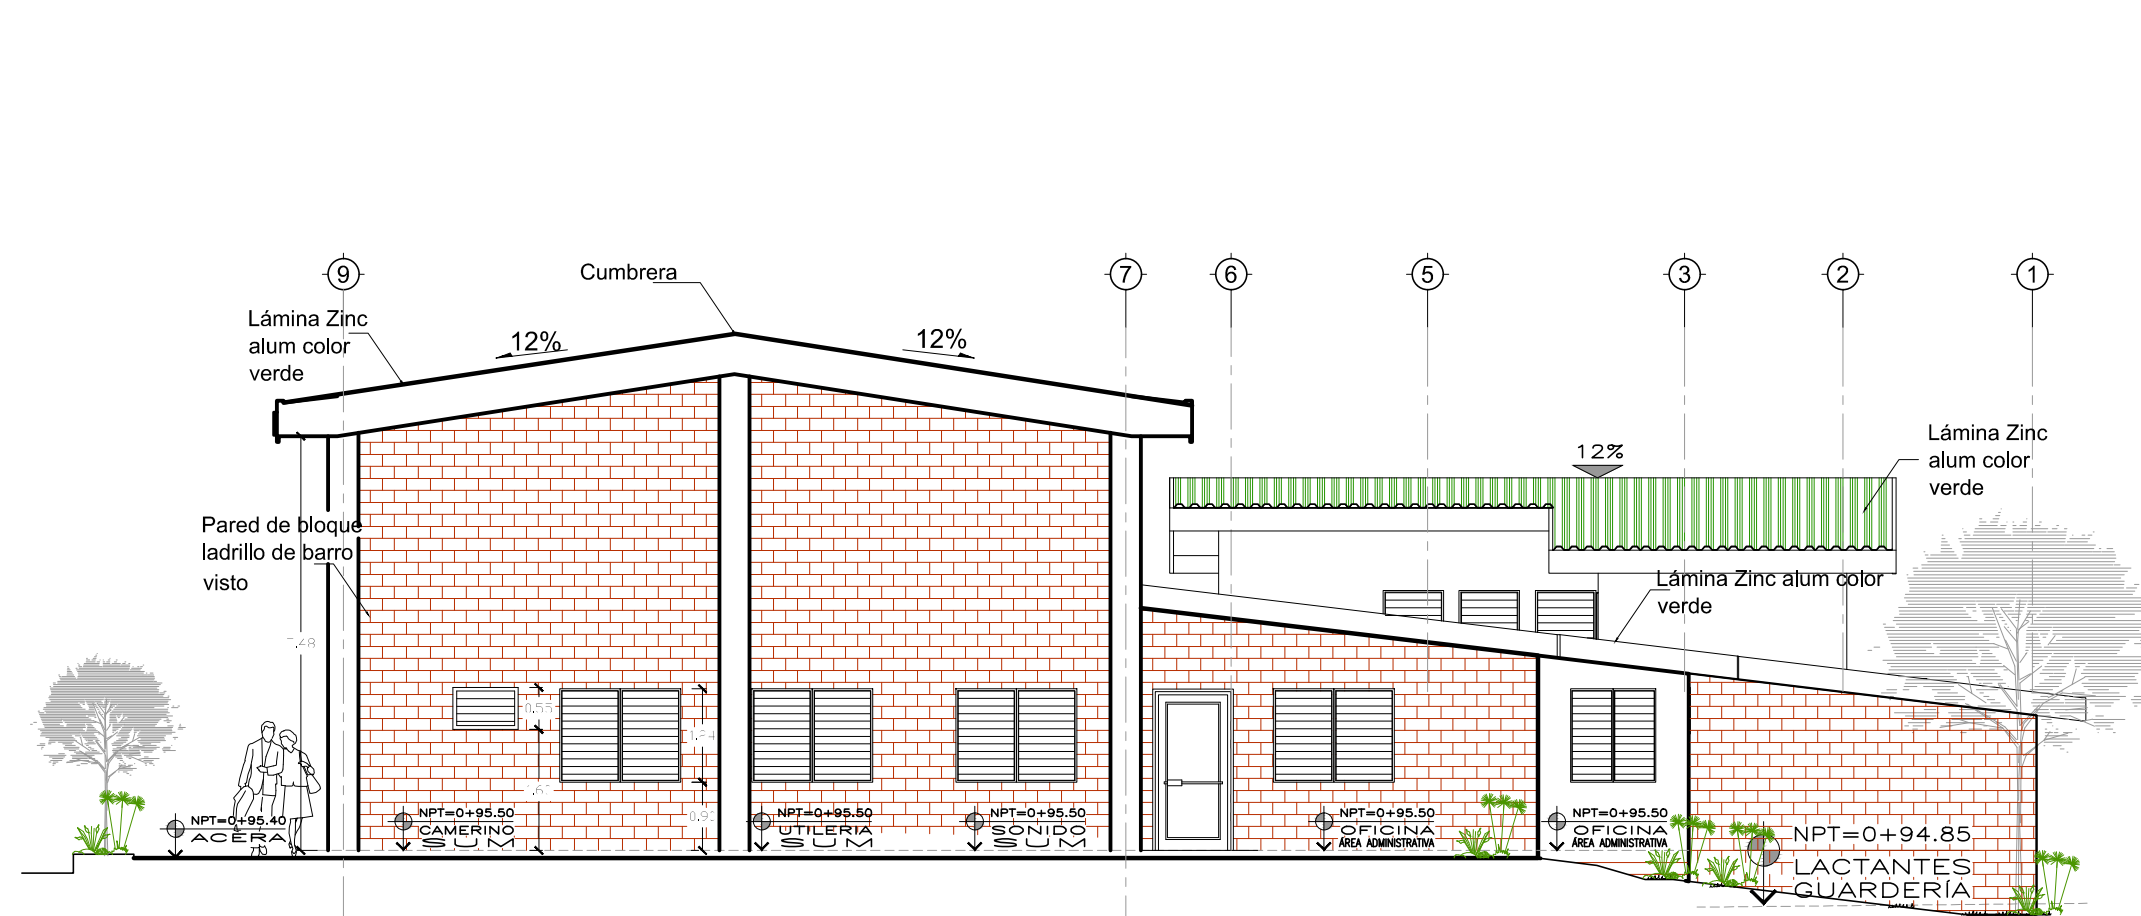 9
7
6
5
3
2
1
Cumbrera
Lámina Zinc
alum color
verde
12%
12%
12%
Lámina Zinc
alum color
verde
Pared de bloque
ladrillo de barro
visto
Lámina Zinc alum color
verde
0.55
NPT=0+95.40
ACERA
NPT=0+95.50
CAMERINO
SUM
NPT=0+95.50
UTILERIA
SUM
NPT=0+95.50
SONIDO
SUM
NPT=0+95.50
OFICINA
ÁREA ADMINISTRATIVA
NPT=0+95.50
OFICINA
ÁREA ADMINISTRATIVA
NPT=0+94.85
LACTANTES
GUARDERÍA